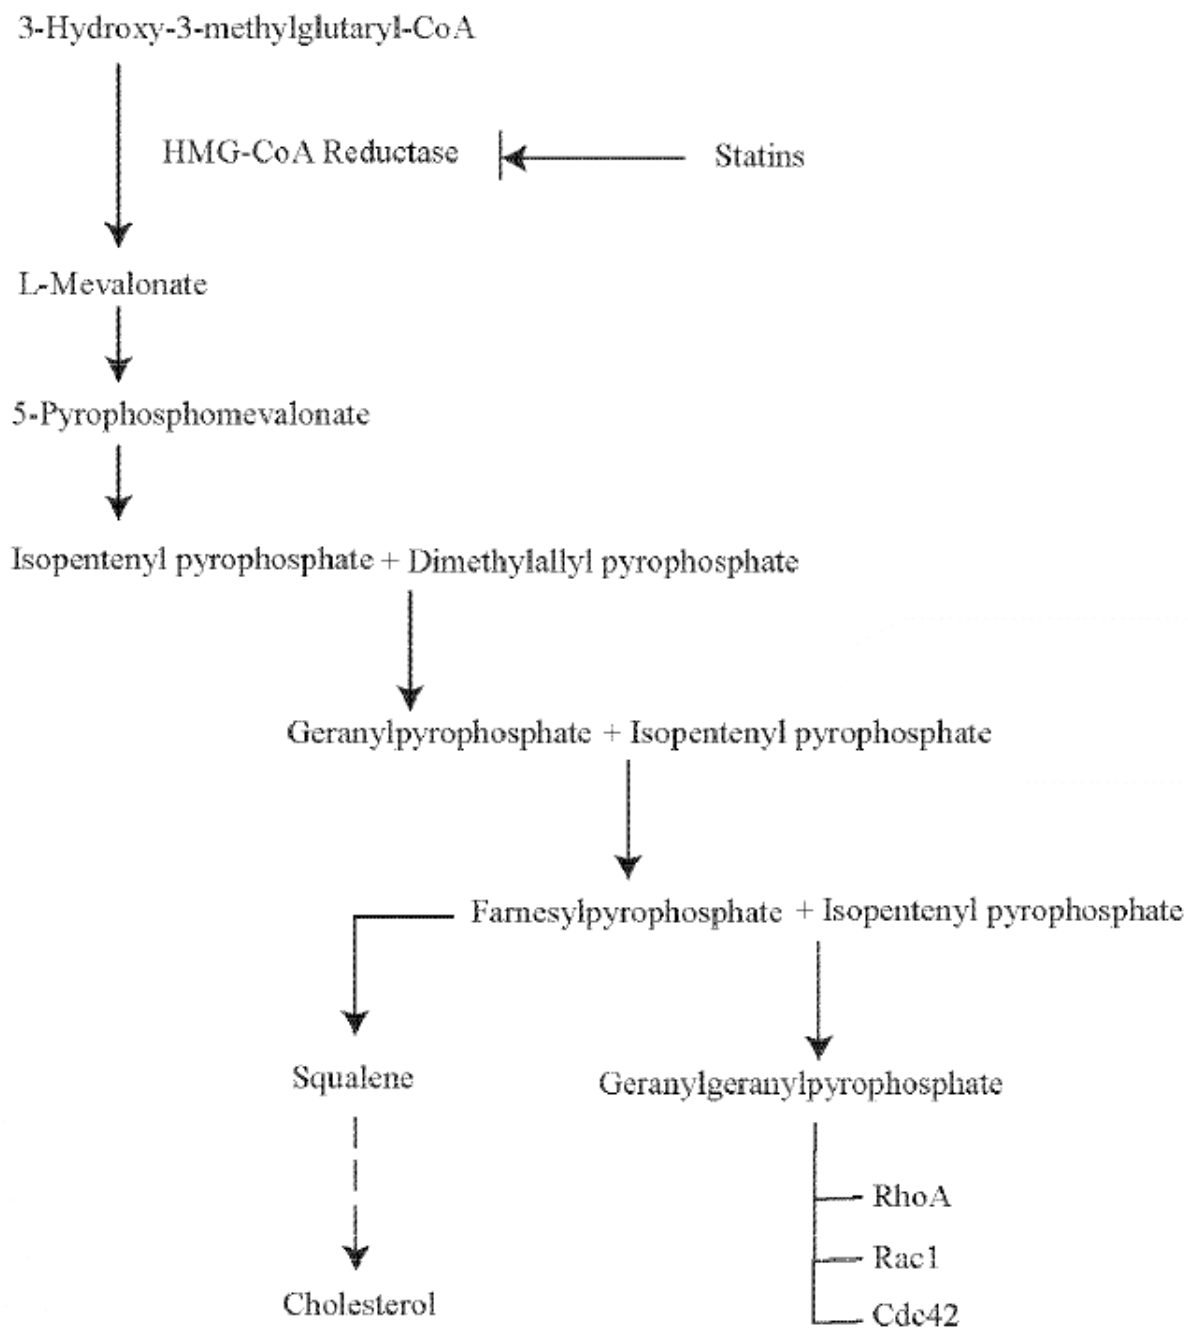 3-Hydroxy-3-methylglutaryl-CoA
HMG-CoA Reductase
Statins
L-Mevalonate
5-Pyrophosphomevalonate
Isopentenyl pyrophosphate + Dimethylallyl pyrophosphate
Geranylpyrophosphate + Isopentenyl pyrophosphate
Farnesylpyrophosphate + Isopentenyl pyrophosphate
Squalene
Geranylgeranylpyrophosphate
RhoA
Rac1
Cdc42
Cholesterol